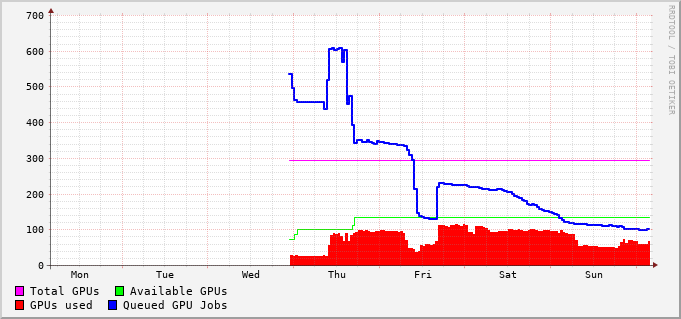 700
600
500
400
300
200
100
0
Mon Tue Wed Thu Fri Sat Sun
Total GPUs Available GPUs
GPUs used Queued GPU Jobs
RRDTOOL / TOBI OETIKER